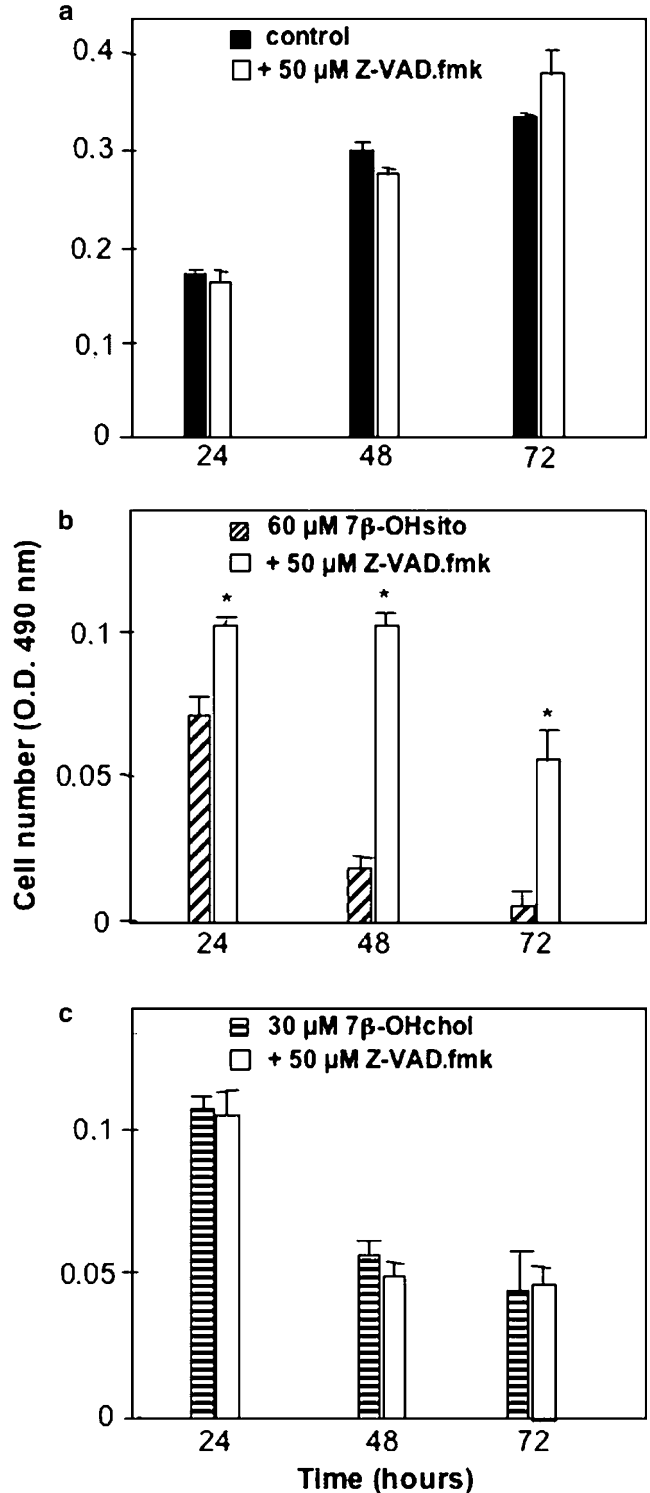 a
control
+ 50 µM Z-VAD.fmk
0.4
0.3
0.2
0.1
0
24 48 72
b
60 µM 7β-OHsito
+ 50 µM Z-VAD.fmk
* * *
0.1
0.05
0
24 48 72
Cell number (O.D. 490 nm)
c
30 µM 7β-OHchol
+ 50 µM Z-VAD.fmk
0.1
0.05
0
24 48 72
Time (hours)